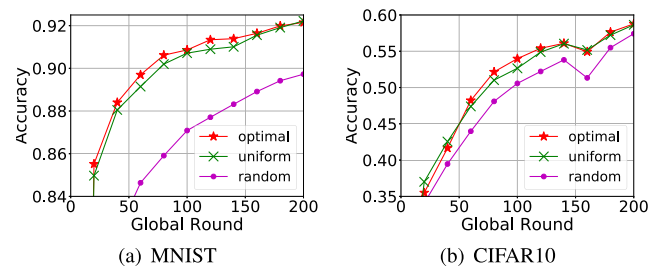 0.92
0.90
0.88
0.86
0.84
Accuracy
optimal
uniform
random
0 50 100 150 200
Global Round
(a) MNIST
0.60
0.55
0.50
0.45
0.40
0.35
Accuracy
optimal
uniform
random
0 50 100 150 200
Global Round
(b) CIFAR10